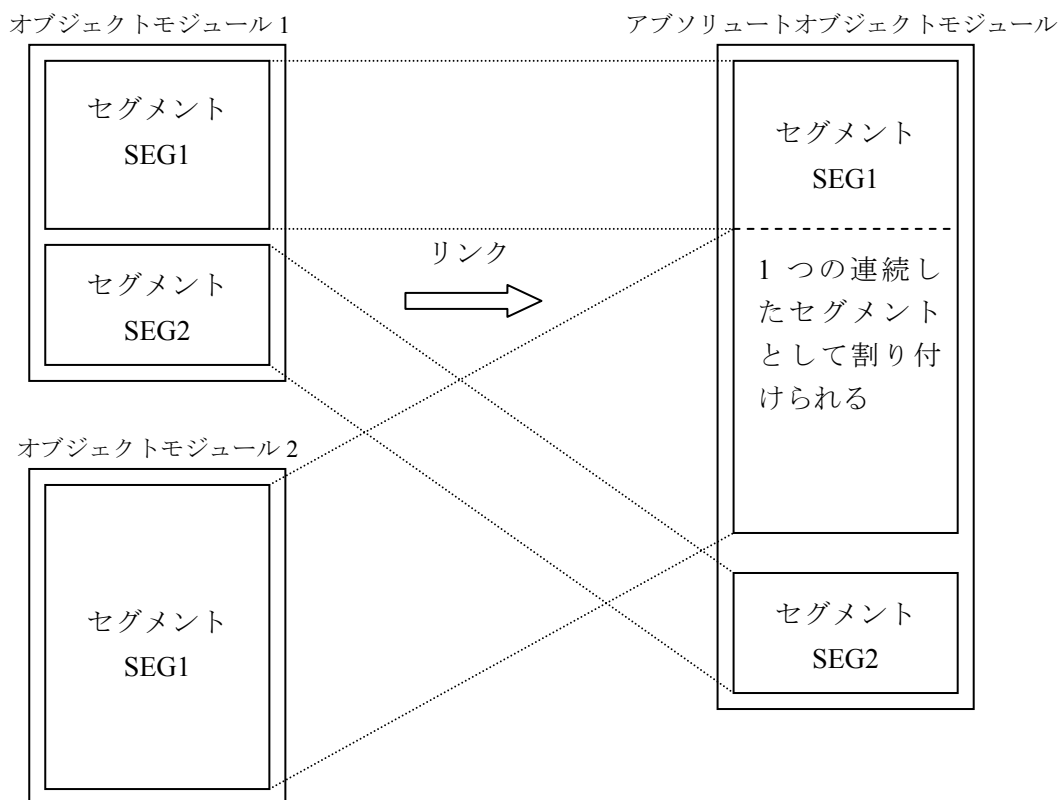 オブジェクトモジュール 1
セグメント
SEG1
セグメント
SEG2
オブジェクトモジュール 2
セグメント
SEG1
リンク
アブソリュートオブジェクトモジュール
セグメント
SEG1
1 つの連続し
たセグメント
として割り付
けられる
セグメント
SEG2